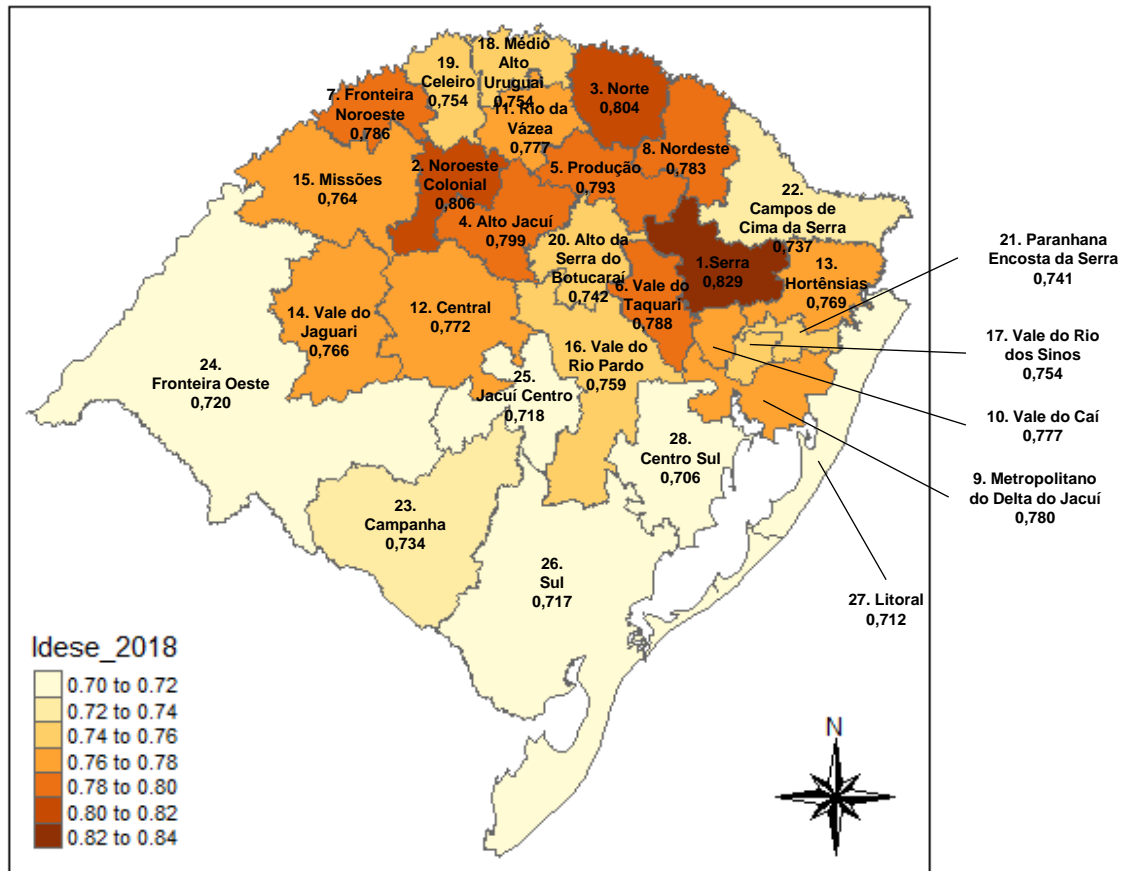 18. Médio
Alto
Uruguai
0,754
19.
Celeiro
0,754
3. Norte
0,804
7. Fronteira
Noroeste
0,786
11. Rio da
Vázea
0,777
8. Nordeste
0,783
5. Produção
0,793
2. Noroeste
Colonial
0,806
15. Missões
0,764
22.
Campos de
Cima da Serra
0,737
4. Alto Jacuí
0,799
20. Alto da
Serra do
Botucaraí
0,742
1.Serra
0,829
13.
Hortênsias
0,769
21. Paranhana
Encosta da Serra
0,741
6. Vale do
Taquari
0,788
12. Central
0,772
14. Vale do
Jaguari
0,766
17. Vale do Rio
dos Sinos
0,754
16. Vale do
Rio Pardo
0,759
24.
Fronteira Oeste
0,720
25.
Jacuí Centro
0,718
10. Vale do Caí
0,777
28.
Centro Sul
0,706
9. Metropolitano
do Delta do Jacuí
0,780
23.
Campanha
0,734
26.
Sul
0,717
27. Litoral
0,712
Idese_2018
0.70 to 0.72
0.72 to 0.74
0.74 to 0.76
0.76 to 0.78
0.78 to 0.80
0.80 to 0.82
0.82 to 0.84
N